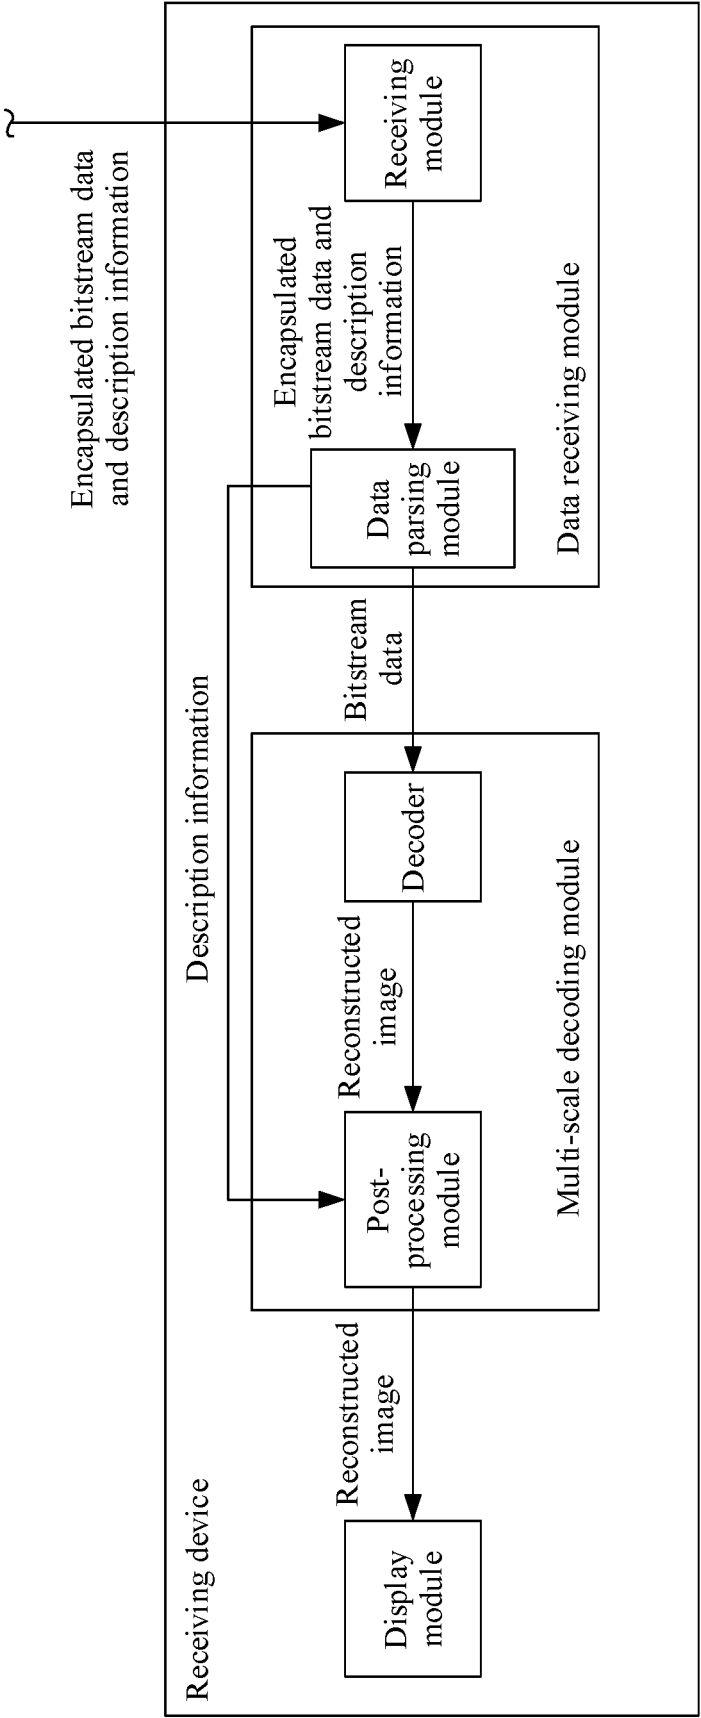 Encapsulated bitstream data
and description information
Receiving device
Receiving
module
Encapsulated
bitstream data and
description
information
Data
parsing
module
Data receiving module
Description information
Bitstream
data
Decoder
Reconstructed
image
Post-
processing
module
Multi-scale decoding module
Reconstructed
image
Display
module